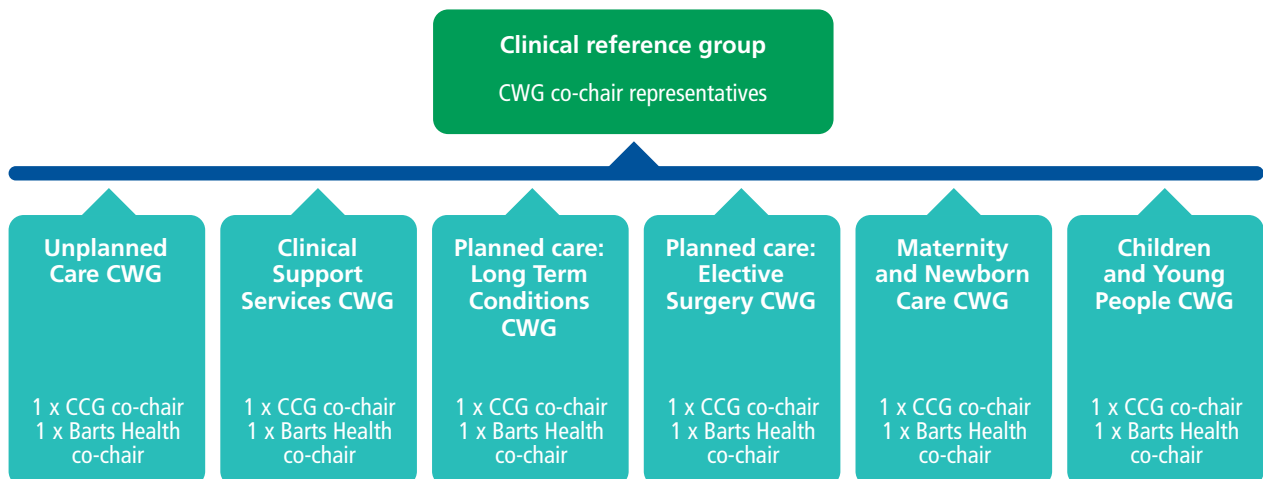 Clinical reference group
CWG co-chair representatives
Unplanned
Care CWG
1 x CCG co-chair
1 x Barts Health
co-chair
Clinical
Support
Services CWG
1 x CCG co-chair
1 x Barts Health
co-chair
Planned care:
Long Term
Conditions
CWG
1 x CCG co-chair
1 x Barts Health
co-chair
Planned care:
Elective
Surgery CWG
1 x CCG co-chair
1 x Barts Health
co-chair
Maternity
and Newborn
Care CWG
1 x CCG co-chair
1 x Barts Health
co-chair
Children
and Young
People CWG
1 x CCG co-chair
1 x Barts Health
co-chair